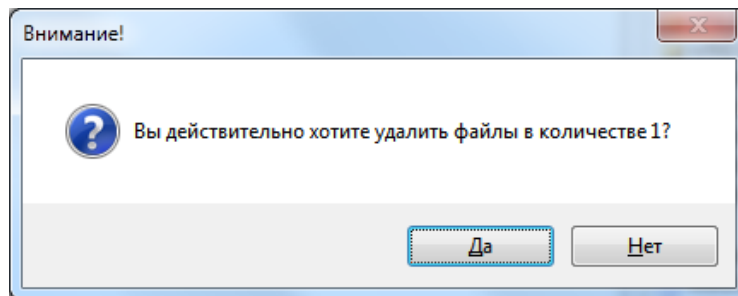 Внимание!
Вы действительно хотите удалить файлы в количестве 1?
Да
Нет